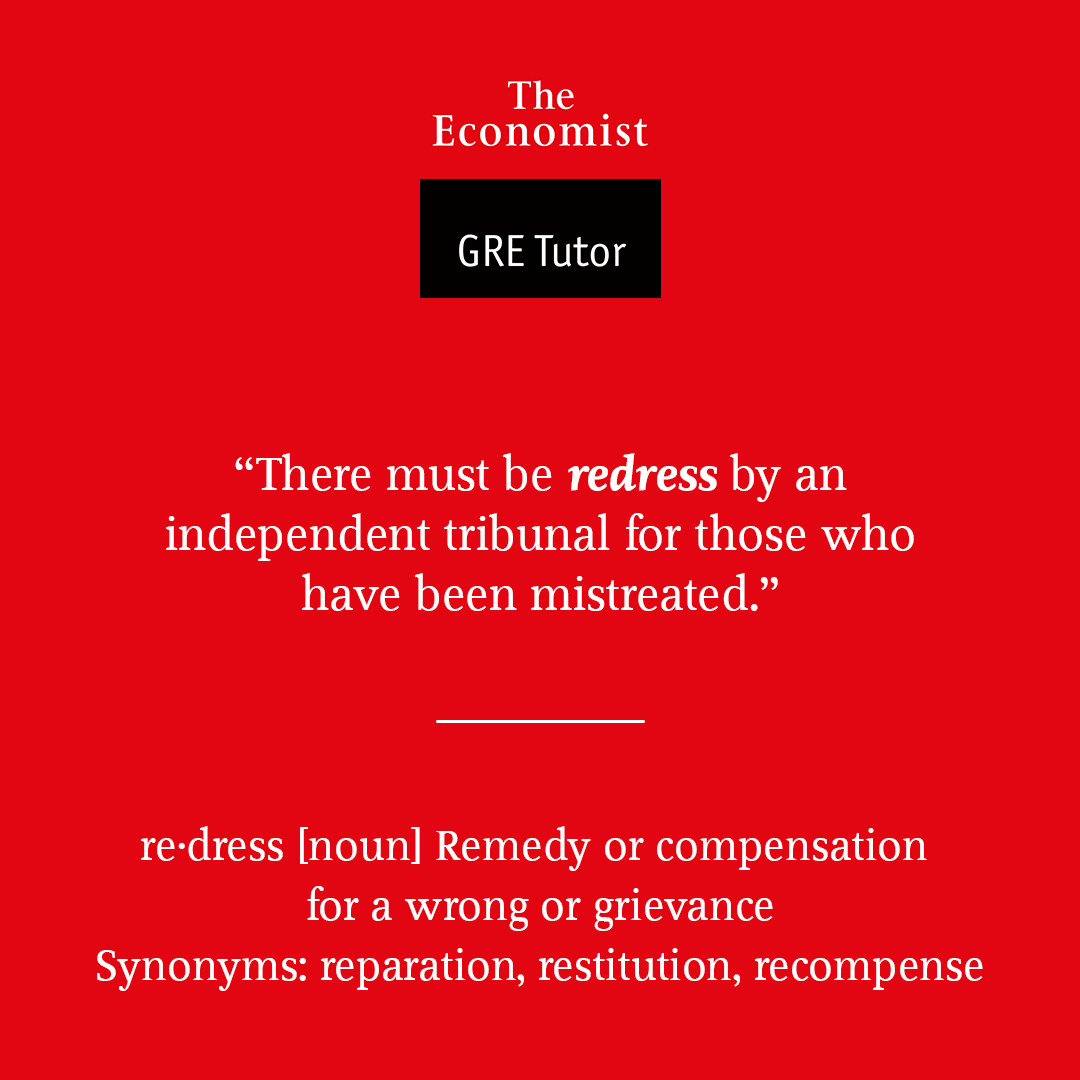 The
Economist
GRE Tutor
“There must be redress by an
independent tribunal for those who
have been mistreated.”
re·dress [noun] Remedy or compensation
for a wrong or grievance
Synonyms: reparation, restitution, recompense